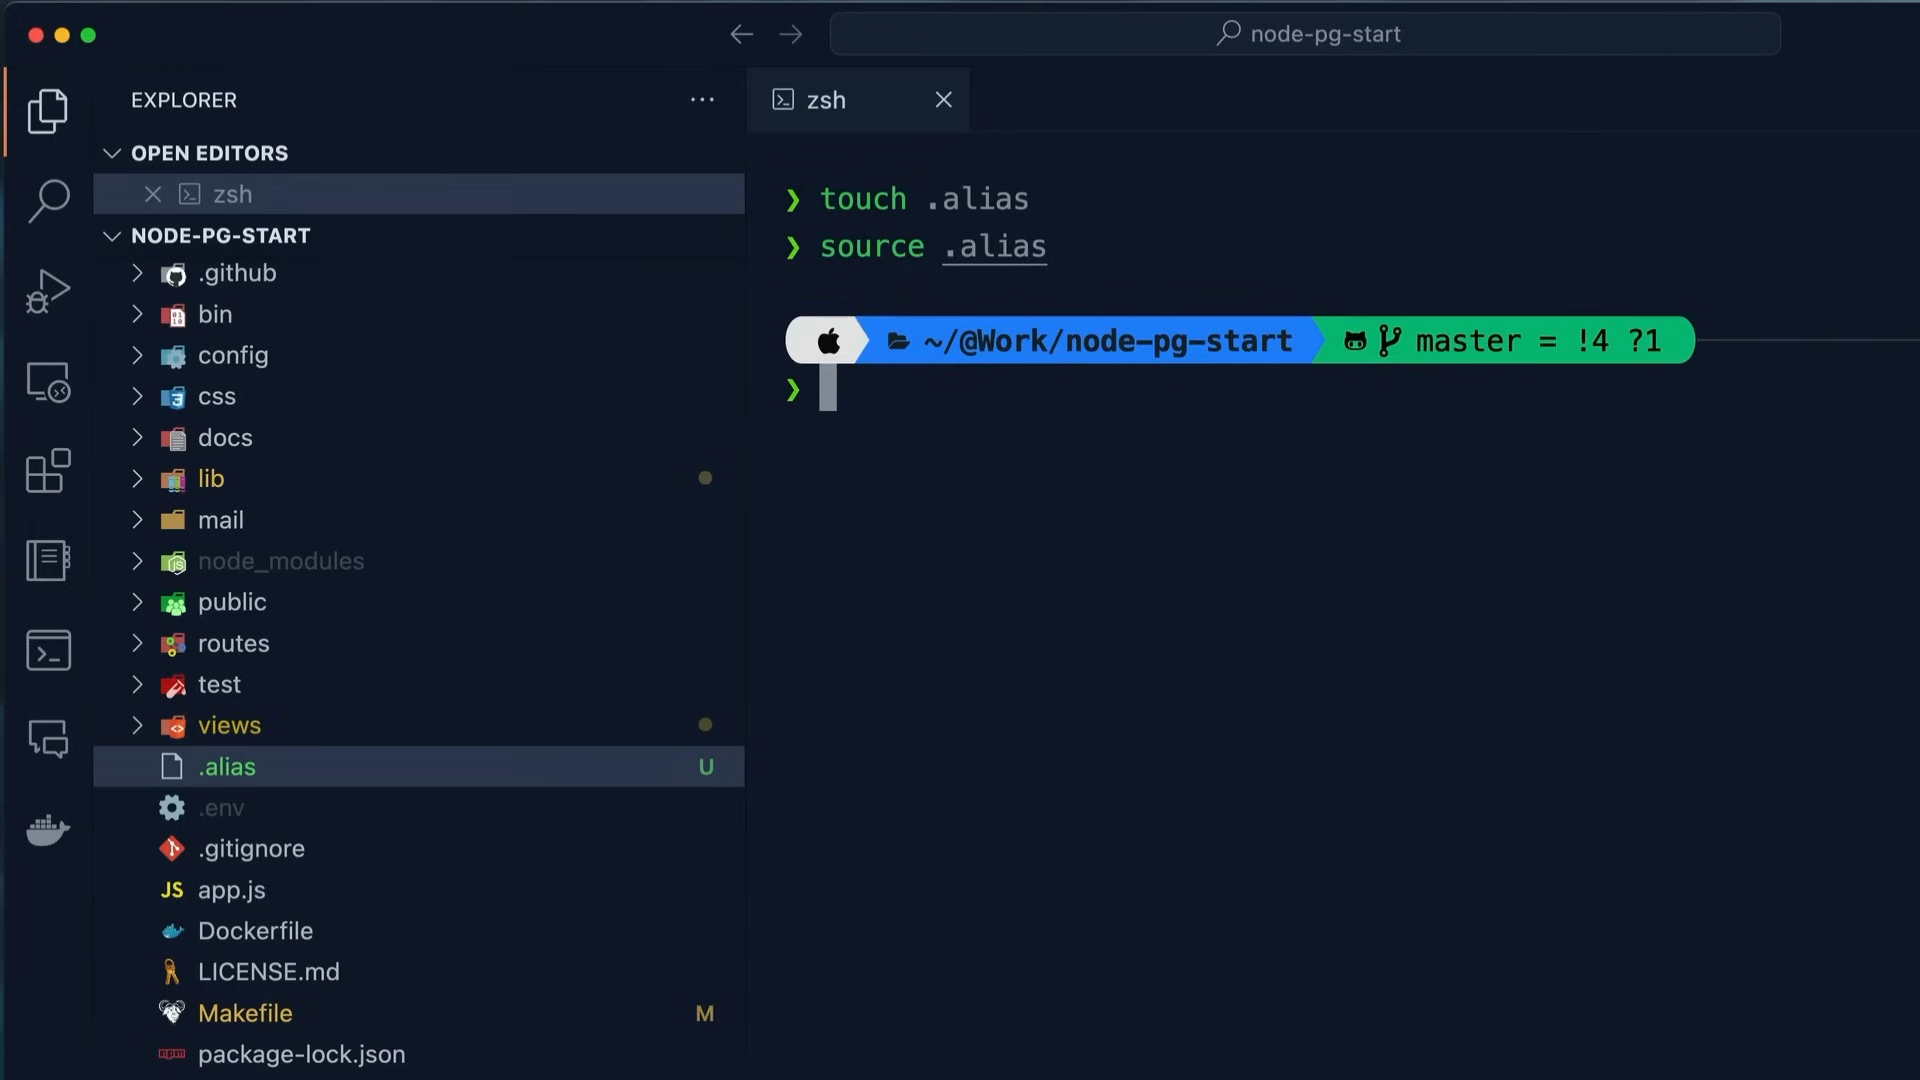 node-pg-start
EXPLORER
OPEN EDITORS
zsh
NODE-PG-START
.github
bin
config
css
docs
lib
mail
node_modules
public
routes
test
views
.alias U
.env
.gitignore
JS app.js
Dockerfile
LICENSE.md
Makefile M
package-lock.json
zsh
❯ touch .alias
❯ source .alias
~/@Work/node-pg-start master = !4 ?1
❯